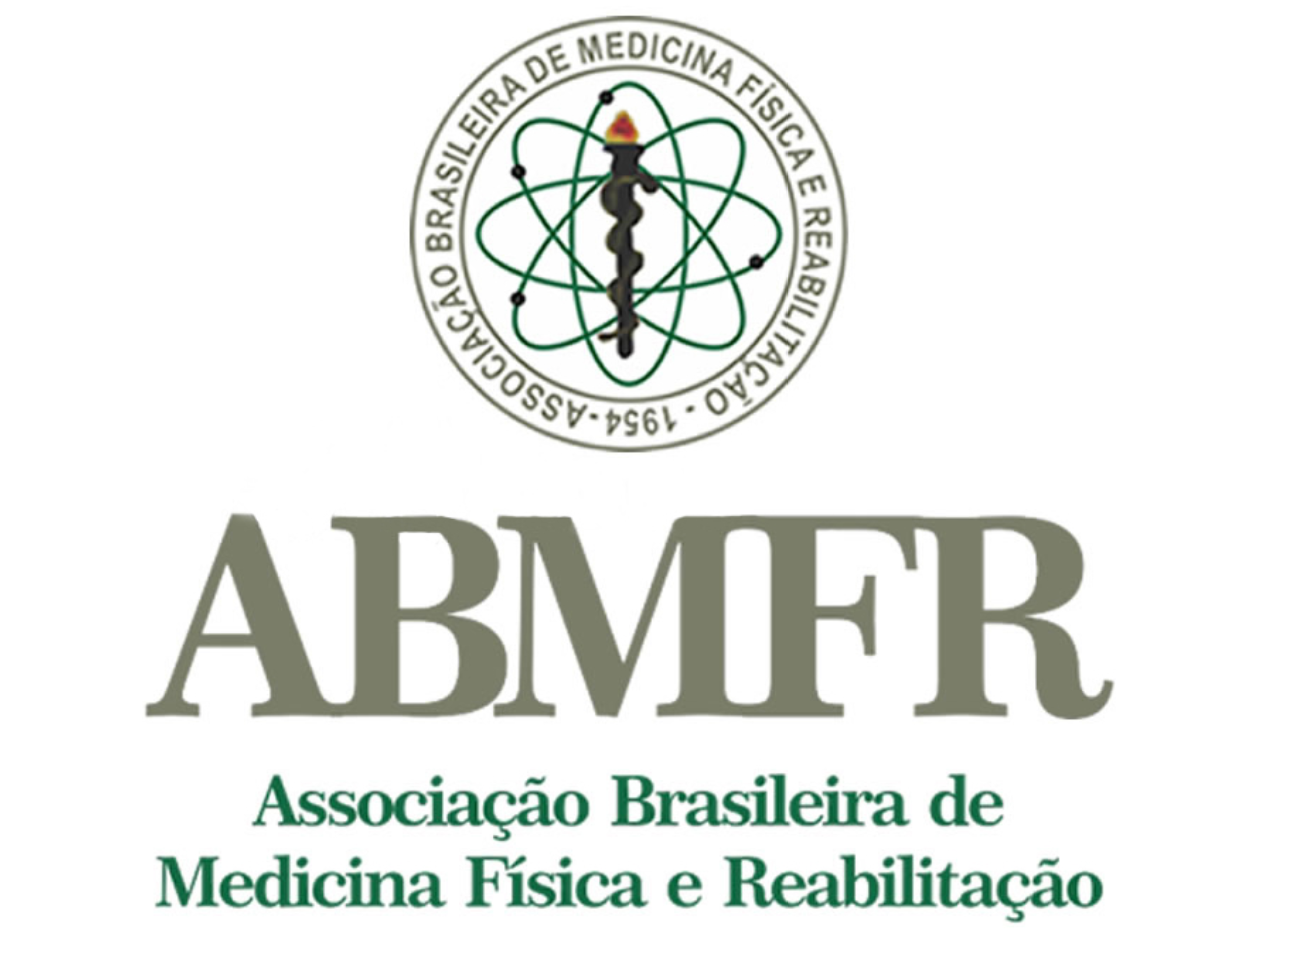 ASSOCIAÇÃO BRASILEIRA DE MEDICINA FÍSICA E REABILITAÇÃO - 1954 -
ABMFR
Associação Brasileira de
Medicina Física e Reabilitação